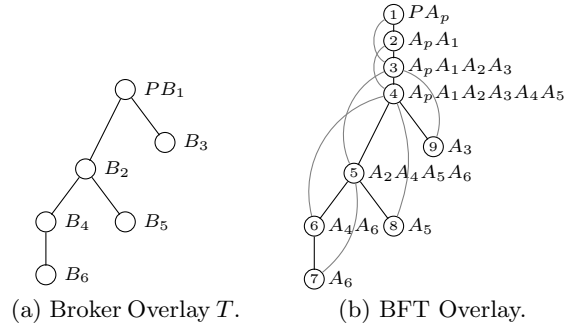 PB₁
B₃
B₂
B₄
B₅
B₆
(a) Broker Overlay T.
1 PAₚ
2 AₚA₁
3 AₚA₁A₂A₃
4 AₚA₁A₂A₃A₄A₅
9 A₃
5 A₂A₄A₅A₆
6 A₄A₆
8 A₅
7 A₆
(b) BFT Overlay.